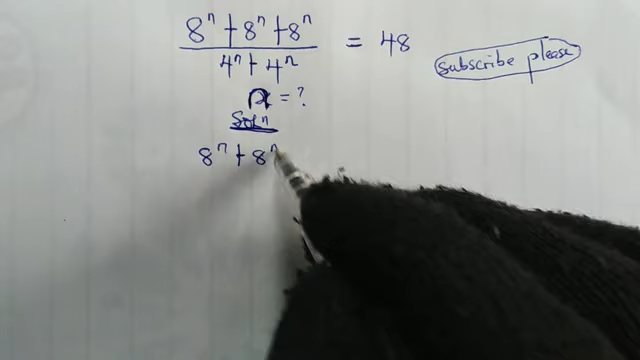 8ⁿ + 8ⁿ + 8ⁿ
4ⁿ + 4ⁿ
= 48
Subscribe please
n = ?
Solⁿ
8ⁿ + 8ⁿ